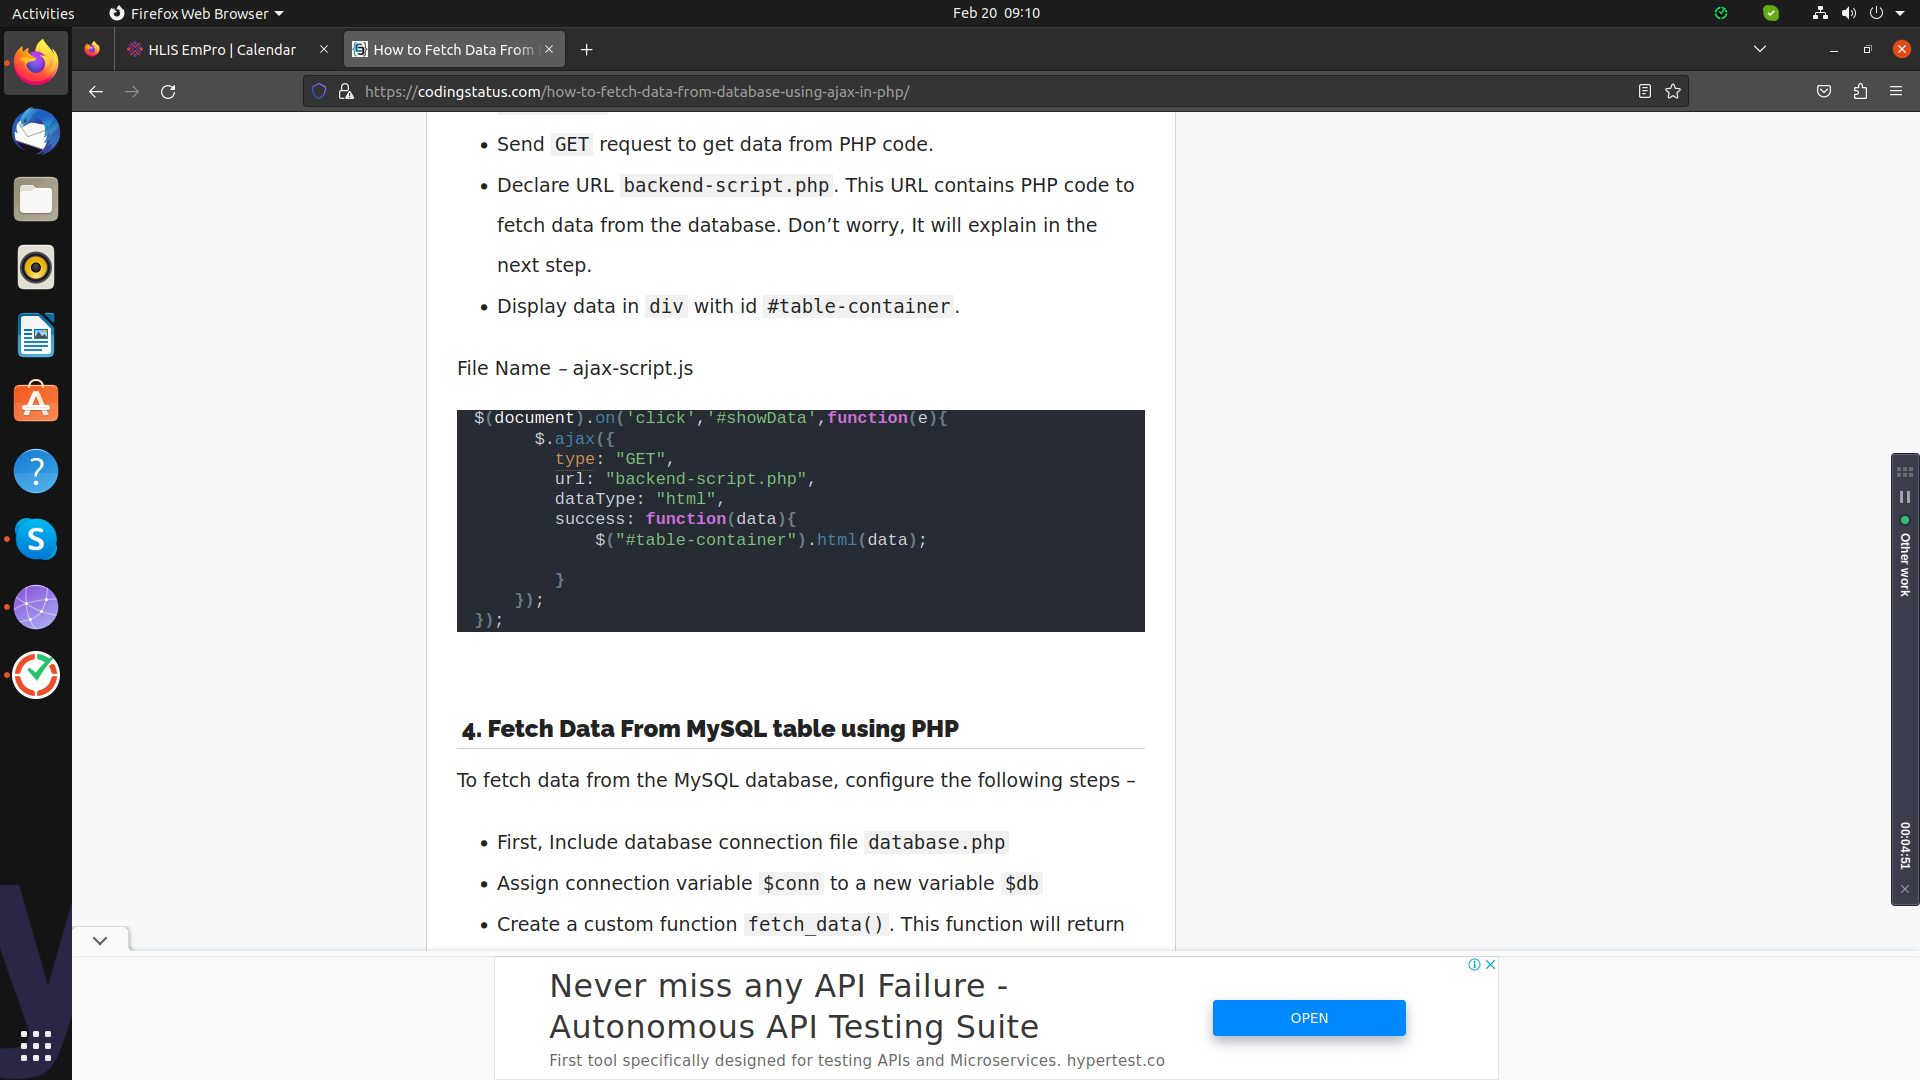 Activities
Firefox Web Browser
Feb 20 09:10
HLIS EmPro | Calendar
How to Fetch Data From
https://codingstatus.com/how-to-fetch-data-from-database-using-ajax-in-php/
Send GET request to get data from PHP code.
Declare URL backend-script.php. This URL contains PHP code to
fetch data from the database. Don’t worry, It will explain in the
next step.
Display data in div with id #table-container.
File Name – ajax-script.js
$(document).on('click','#showData',function(e){
$.ajax({
type: "GET",
url: "backend-script.php",
dataType: "html",
success: function(data){
$("#table-container").html(data);
}
});
});
4. Fetch Data From MySQL table using PHP
To fetch data from the MySQL database, configure the following steps –
First, Include database connection file database.php
Assign connection variable $conn to a new variable $db
Create a custom function fetch_data(). This function will return
Other work
00:04:51
Never miss any API Failure -
Autonomous API Testing Suite
First tool specifically designed for testing APIs and Microservices. hypertest.co
OPEN